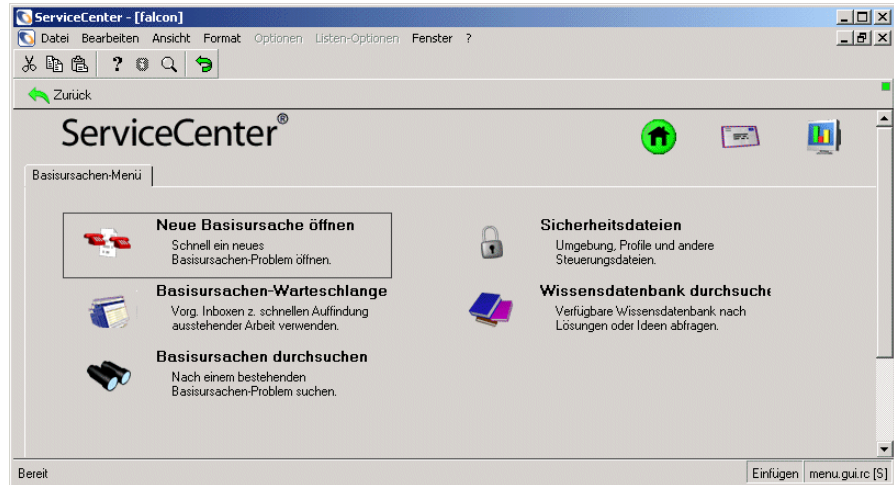 ServiceCenter - [falcon]
Datei Bearbeiten Ansicht Format Optionen Listen-Optionen Fenster ?
Zurück
ServiceCenter®
Basisursachen-Menü
Neue Basisursache öffnen
Schnell ein neues
Basisursachen-Problem öffnen.
Sicherheitsdateien
Umgebung, Profile und andere
Steuerungsdateien.
Basisursachen-Warteschlange
Vorg. Inboxen z. schnellen Auffindung
ausstehender Arbeit verwenden.
Wissensdatenbank durchsuche
Verfügbare Wissensdatenbank nach
Lösungen oder Ideen abfragen.
Basisursachen durchsuchen
Nach einem bestehenden
Basisursachen-Problem suchen.
Bereit
Einfügen
menu.gui.rc [S]